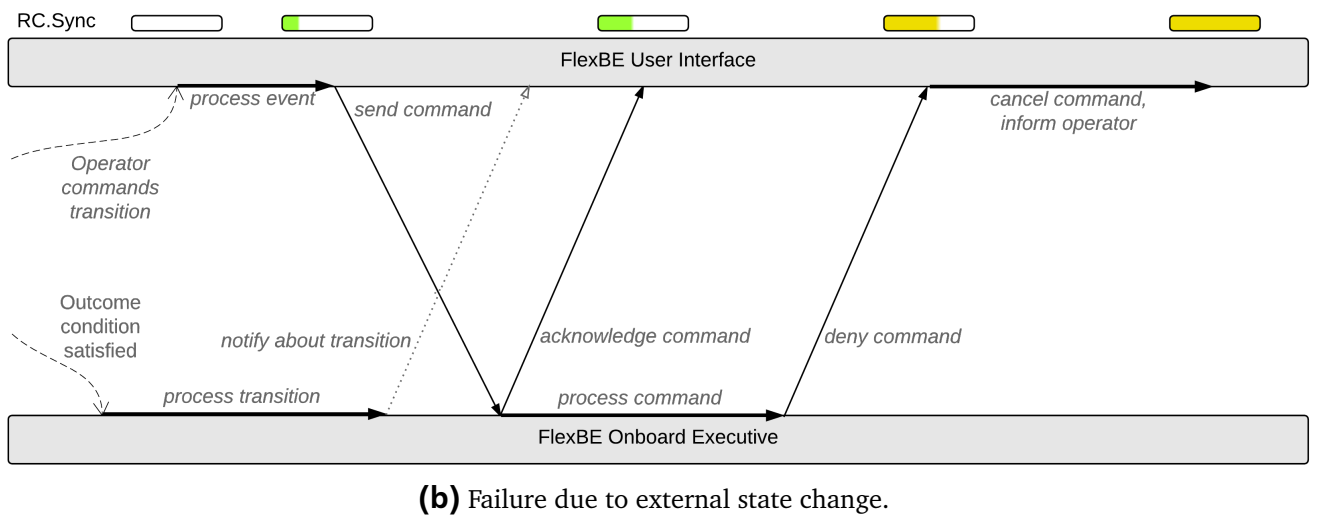 RC.Sync
FlexBE User Interface
process event
send command
cancel command,
inform operator
Operator
commands
transition
Outcome
condition
satisfied
notify about transition
acknowledge command
deny command
process transition
process command
FlexBE Onboard Executive
(b) Failure due to external state change.